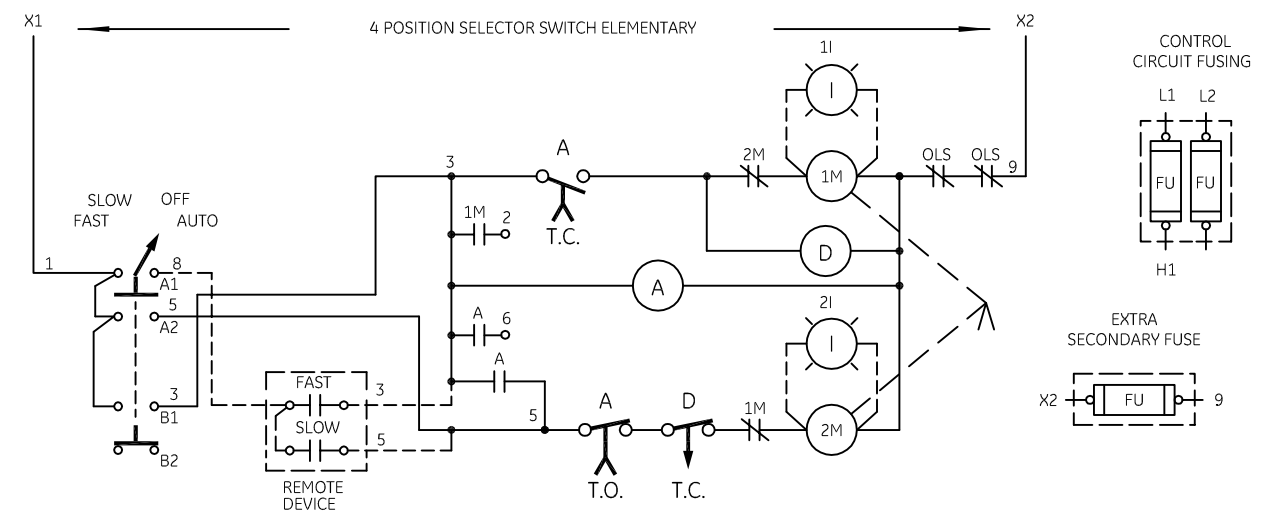 X1
4 POSITION SELECTOR SWITCH ELEMENTARY
X2
CONTROL
CIRCUIT FUSING
L1 L2
FU FU
H1
1I
I
A
3
2M
1M
OLS OLS
9
SLOW OFF
FAST AUTO
1M 2
T.C.
D
1
8
A1
A
5
A2
2I
I
A 6
EXTRA
SECONDARY FUSE
A
FAST
3
3
B1
X2 FU 9
SLOW
5
5
A
D
1M
2M
B2
REMOTE
DEVICE
T.O.
T.C.